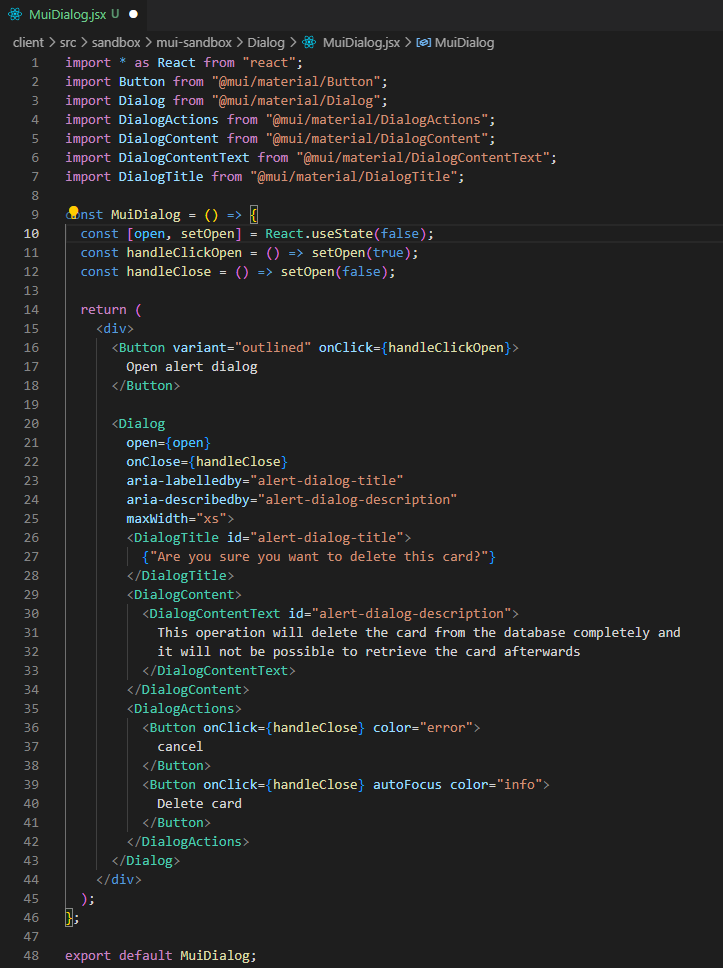 MuiDialog.jsx U
client > src > sandbox > mui-sandbox > Dialog > MuiDialog.jsx > MuiDialog
1 import * as React from "react";
2 import Button from "@mui/material/Button";
3 import Dialog from "@mui/material/Dialog";
4 import DialogActions from "@mui/material/DialogActions";
5 import DialogContent from "@mui/material/DialogContent";
6 import DialogContentText from "@mui/material/DialogContentText";
7 import DialogTitle from "@mui/material/DialogTitle";
8
9 const MuiDialog = () => {
10   const [open, setOpen] = React.useState(false);
11   const handleClickOpen = () => setOpen(true);
12   const handleClose = () => setOpen(false);
13
14   return (
15     <div>
16       <Button variant="outlined" onClick={handleClickOpen}>
17         Open alert dialog
18       </Button>
19
20       <Dialog
21         open={open}
22         onClose={handleClose}
23         aria-labelledby="alert-dialog-title"
24         aria-describedby="alert-dialog-description"
25         maxWidth="xs">
26         <DialogTitle id="alert-dialog-title">
27           {"Are you sure you want to delete this card?"}
28         </DialogTitle>
29         <DialogContent>
30           <DialogContentText id="alert-dialog-description">
31             This operation will delete the card from the database completely and
32             it will not be possible to retrieve the card afterwards
33           </DialogContentText>
34         </DialogContent>
35         <DialogActions>
36           <Button onClick={handleClose} color="error">
37             cancel
38           </Button>
39           <Button onClick={handleClose} autoFocus color="info">
40             Delete card
41           </Button>
42         </DialogActions>
43       </Dialog>
44     </div>
45   );
46 };
47
48 export default MuiDialog;